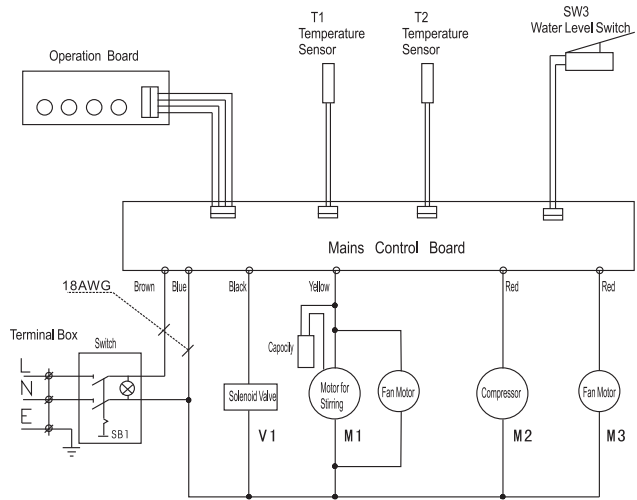 SW3
T1
T2
Water Level Switch
Temperature
Sensor
Temperature
Sensor
Operation Board
Mains Control Board
18AWG
Brown
Blue
Black
Yellow
Red
Red
Terminal Box
Switch
Capocily
L
N
E
SB1
Solenoid Valve
V1
Motor for
Stirring
M1
Fan Motor
Compressor
M2
Fan Motor
M3